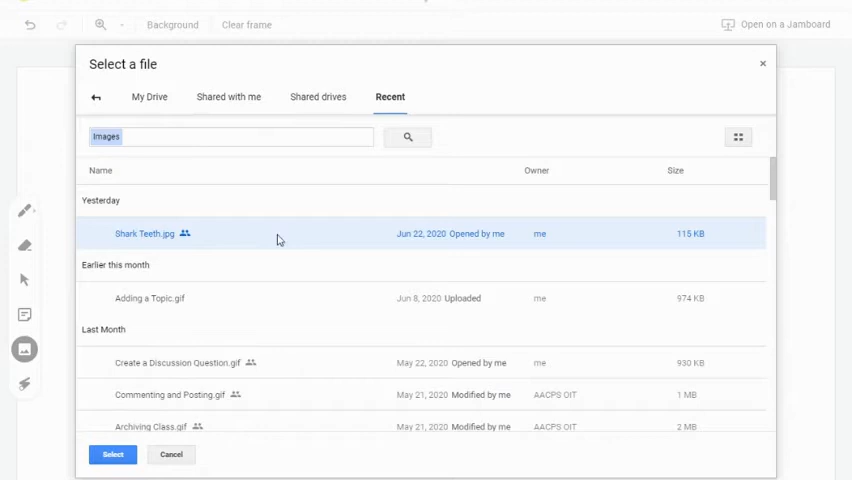 Background Clear frame Open on a Jamboard
Select a file
My Drive Shared with me Shared drives Recent
Images
Name Owner Size
Yesterday
Shark Teeth.jpg Jun 22, 2020 Opened by me me 115 KB
Earlier this month
Adding a Topic.gif Jun 8, 2020 Uploaded me 974 KB
Last Month
Create a Discussion Question.gif May 22, 2020 Opened by me me 930 KB
Commenting and Posting.gif May 21, 2020 Modified by me AACPS OIT 1 MB
Archiving Class.gif May 21, 2020 Modified by me AACPS OIT 2 MB
Select Cancel